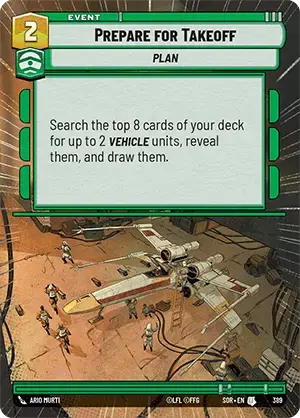 EVENT
2
PREPARE FOR TAKEOFF
PLAN
Search the top 8 cards of your deck
for up to 2 VEHICLE units, reveal
them, and draw them.
ARIO MURTI
©LFL ©FFG
SOR • EN
389